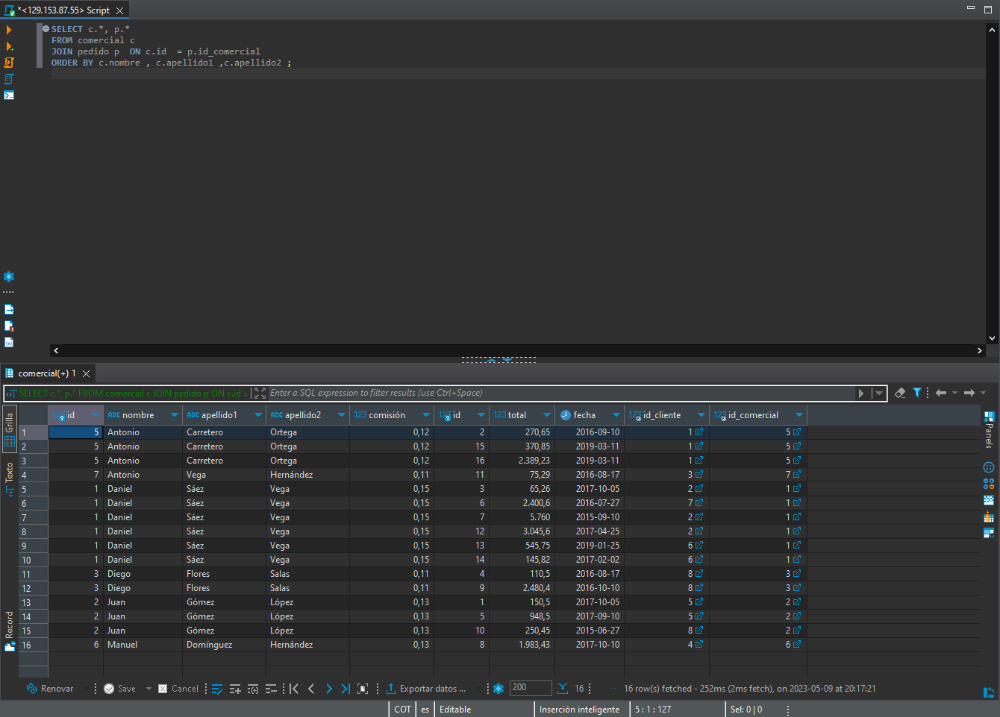 *<129.153.87.55> Script
SELECT c.*, p.*
FROM comercial c
JOIN pedido p  ON c.id  = p.id_comercial
ORDER BY c.nombre , c.apellido1 ,c.apellido2 ;
comercial(+) 1
SELECT c.*, p.* FROM comercial c JOIN pedido p ON c.id = Enter a SQL expression to filter results (use Ctrl+Space)
Grilla
Texto
Record
Panels
123 id ABC nombre ABC apellido1 ABC apellido2 123 comisión 123 id 123 total fecha 123 id_cliente 123 id_comercial
1 5 Antonio Carretero Ortega 0,12 2 270,65 2016-09-10 1 5
2 5 Antonio Carretero Ortega 0,12 15 370,85 2019-03-11 1 5
3 5 Antonio Carretero Ortega 0,12 16 2.389,23 2019-03-11 1 5
4 7 Antonio Vega Hernández 0,11 11 75,29 2016-08-17 3 7
5 1 Daniel Sáez Vega 0,15 3 65,26 2017-10-05 2 1
6 1 Daniel Sáez Vega 0,15 6 2.400,6 2016-07-27 7 1
7 1 Daniel Sáez Vega 0,15 7 5.760 2015-09-10 2 1
8 1 Daniel Sáez Vega 0,15 12 3.045,6 2017-04-25 2 1
9 1 Daniel Sáez Vega 0,15 13 545,75 2019-01-25 6 1
10 1 Daniel Sáez Vega 0,15 14 145,82 2017-02-02 6 1
11 3 Diego Flores Salas 0,11 4 110,5 2016-08-17 8 3
12 3 Diego Flores Salas 0,11 9 2.480,4 2016-10-10 8 3
13 2 Juan Gómez López 0,13 1 150,5 2017-10-05 5 2
14 2 Juan Gómez López 0,13 5 948,5 2017-09-10 5 2
15 2 Juan Gómez López 0,13 10 250,45 2015-06-27 8 2
16 6 Manuel Domínguez Hernández 0,13 8 1.983,43 2017-10-10 4 6
Renovar Save Cancel Exportar datos ... 200 16 16 row(s) fetched - 252ms (2ms fetch), on 2023-05-09 at 20:17:21
COT es Editable Inserción inteligente 5 : 1 : 127 Sel: 0 | 0